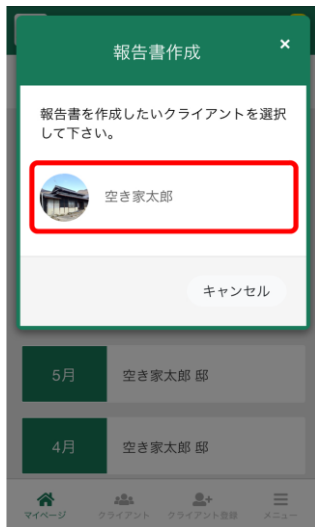 報告書作成
×
報告書を作成したいクライアントを選択
して下さい。
空き家太郎
キャンセル
5月
空き家太郎 邸
4月
空き家太郎 邸
マイページ
クライアント
クライアント登録
メニュー